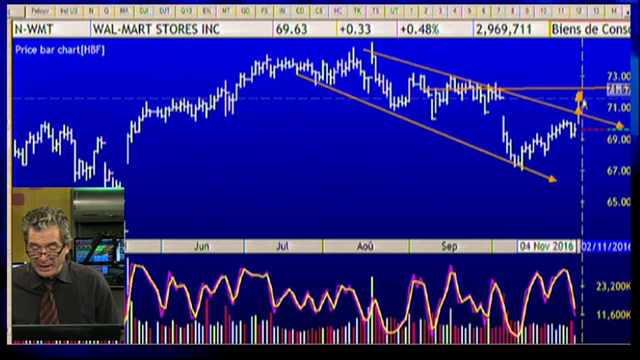 N-WMT WAL-MART STORES INC 69.63 +0.33 +0.48% 2,969,711 Biens de Conso
Price bar chart[HBF]
73.00
71.00
69.00
67.00
65.00
Jun Jul Aoû Sep 04 Nov 2016 02/11/2016
23,200K
11,600K